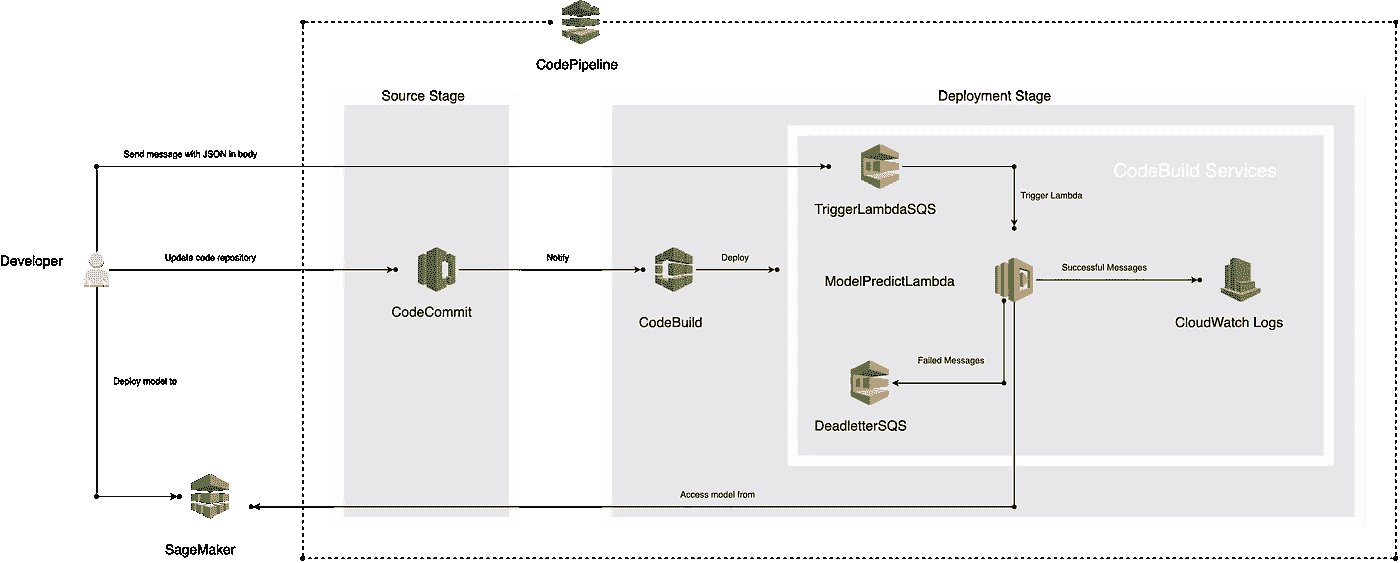 CodePipeline
Source Stage
Deployment Stage
Send message with JSON in body
CodeBuild Services
TriggerLambdaSQS
Trigger Lambda
Developer
Update code repository
Notify
Deploy
CodeCommit
CodeBuild
ModelPredictLambda
Successful Messages
CloudWatch Logs
Failed Messages
Deploy model to
DeadletterSQS
Access model from
SageMaker